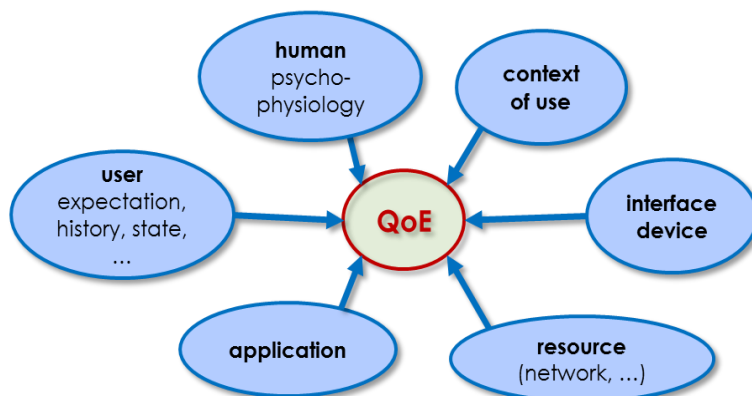 human
psycho-
physiology
context
of use
user
expectation,
history, state,
...
QoE
interface
device
application
resource
(network, ...)